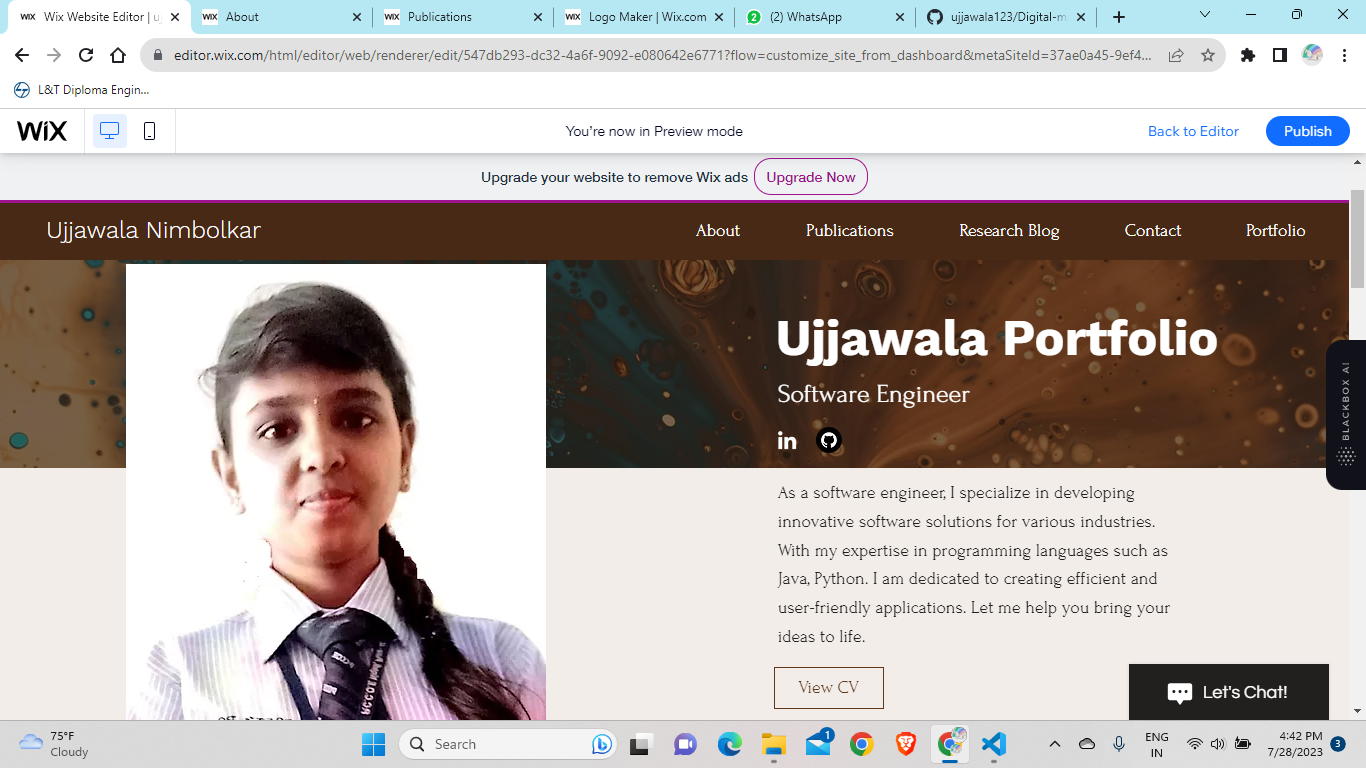 Wix Website Editor | uj
About
Publications
Logo Maker | Wix.com
(2) WhatsApp
ujjawala123/Digital-m
editor.wix.com/html/editor/web/renderer/edit/547db293-dc32-4a6f-9092-e080642e6771?flow=customize_site_from_dashboard&metaSiteId=37ae0a45-9ef4...
L&T Diploma Engin...
WiX
You're now in Preview mode
Back to Editor
Publish
Upgrade your website to remove Wix ads
Upgrade Now
Ujjawala Nimbolkar
About
Publications
Research Blog
Contact
Portfolio
Ujjawala Portfolio
Software Engineer
in
BLACKBOX AI
As a software engineer, I specialize in developing
innovative software solutions for various industries.
With my expertise in programming languages such as
Java, Python. I am dedicated to creating efficient and
user-friendly applications. Let me help you bring your
ideas to life.
View CV
Let's Chat!
75°F
Cloudy
Search
1
ENG
IN
4:42 PM
7/28/2023
3